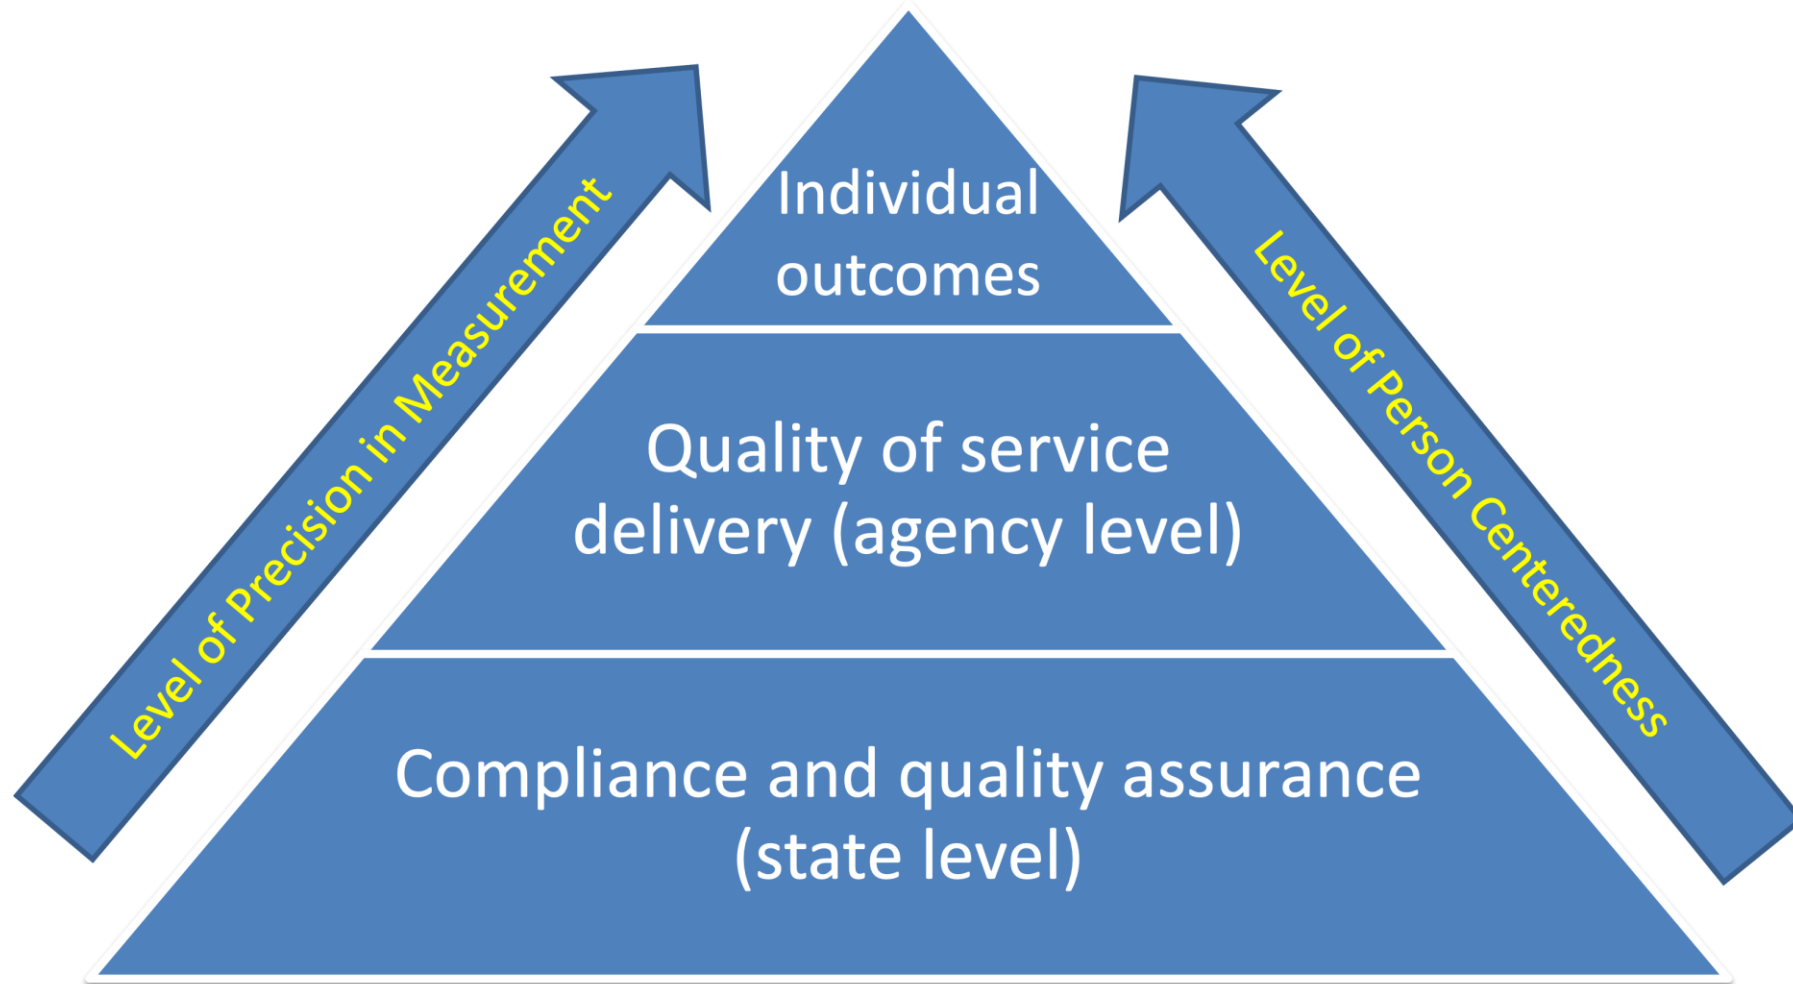 Individual
outcomes
Quality of service
delivery (agency level)
Compliance and quality assurance
(state level)
Level of Precision in Measurement
Level of Person Centeredness